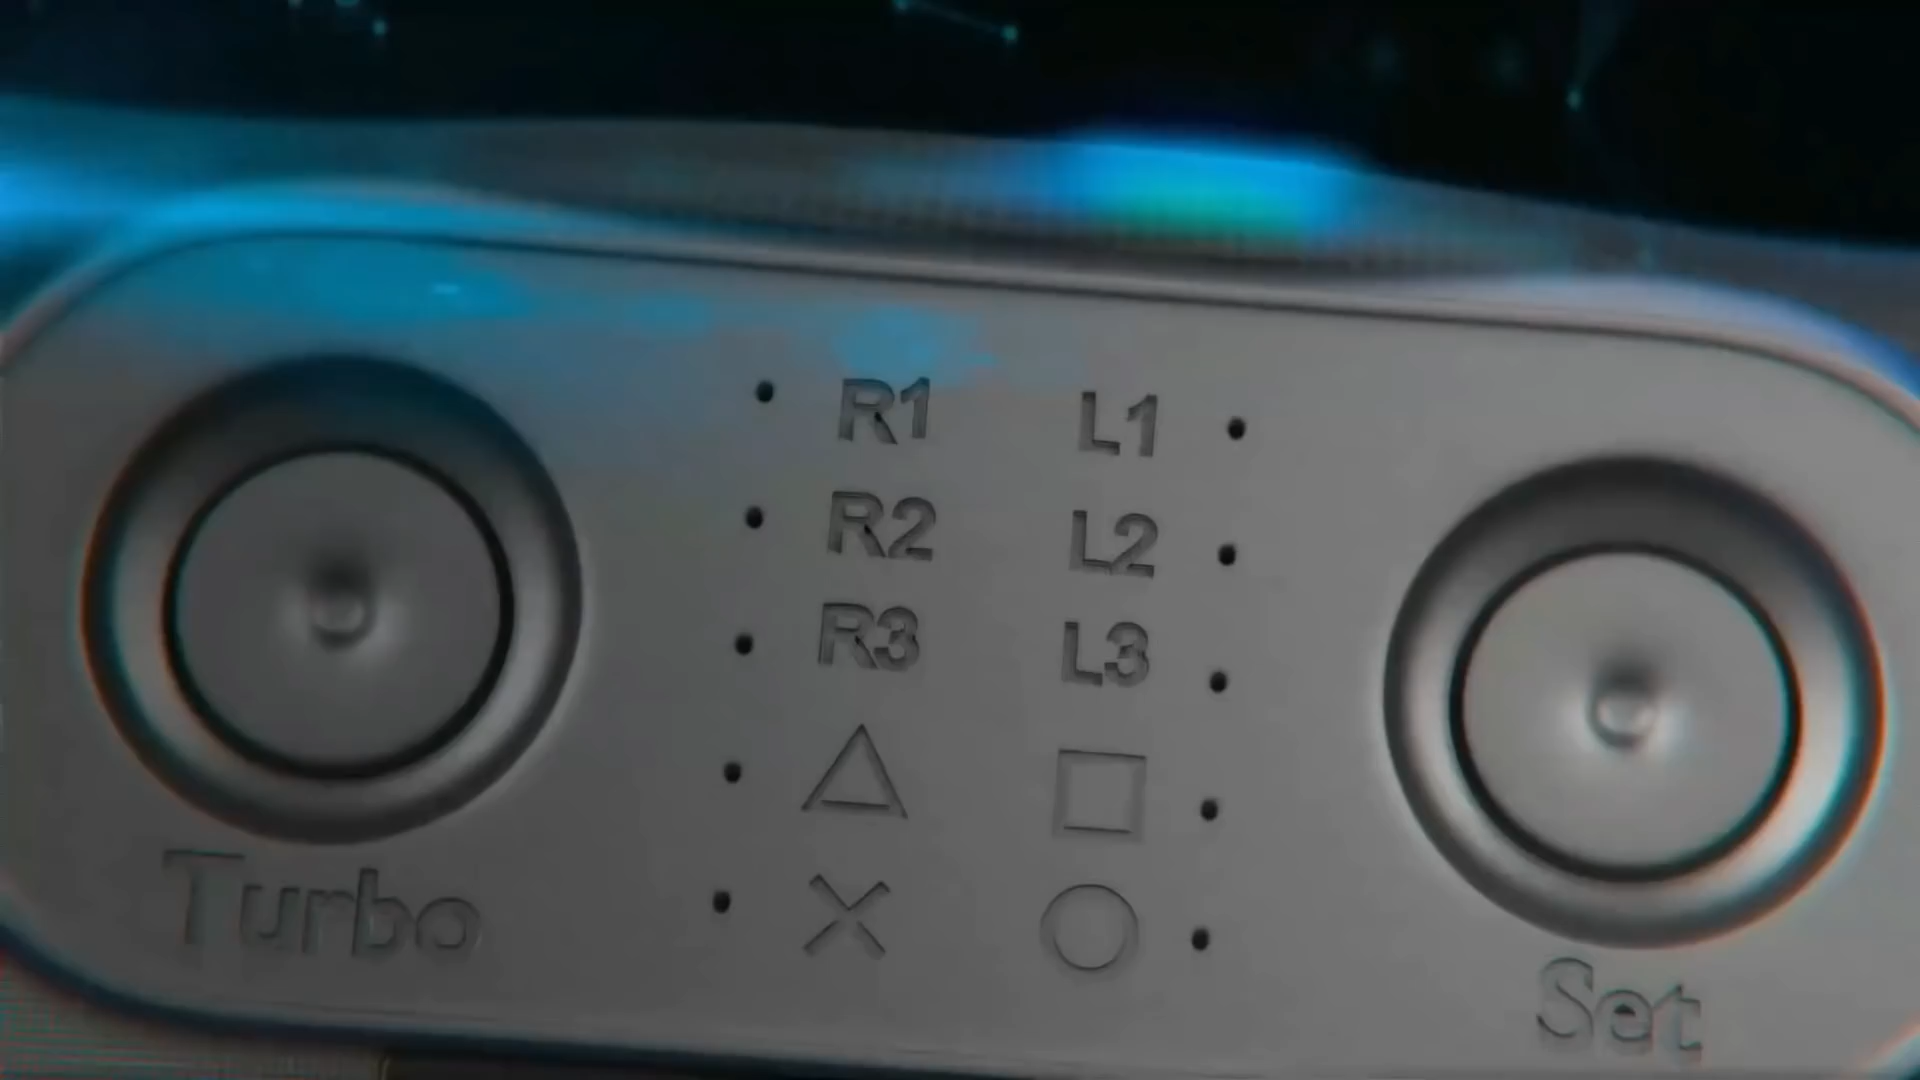 R1 L1
R2 L2
R3 L3
△ □
✕ ○
Turbo
Set